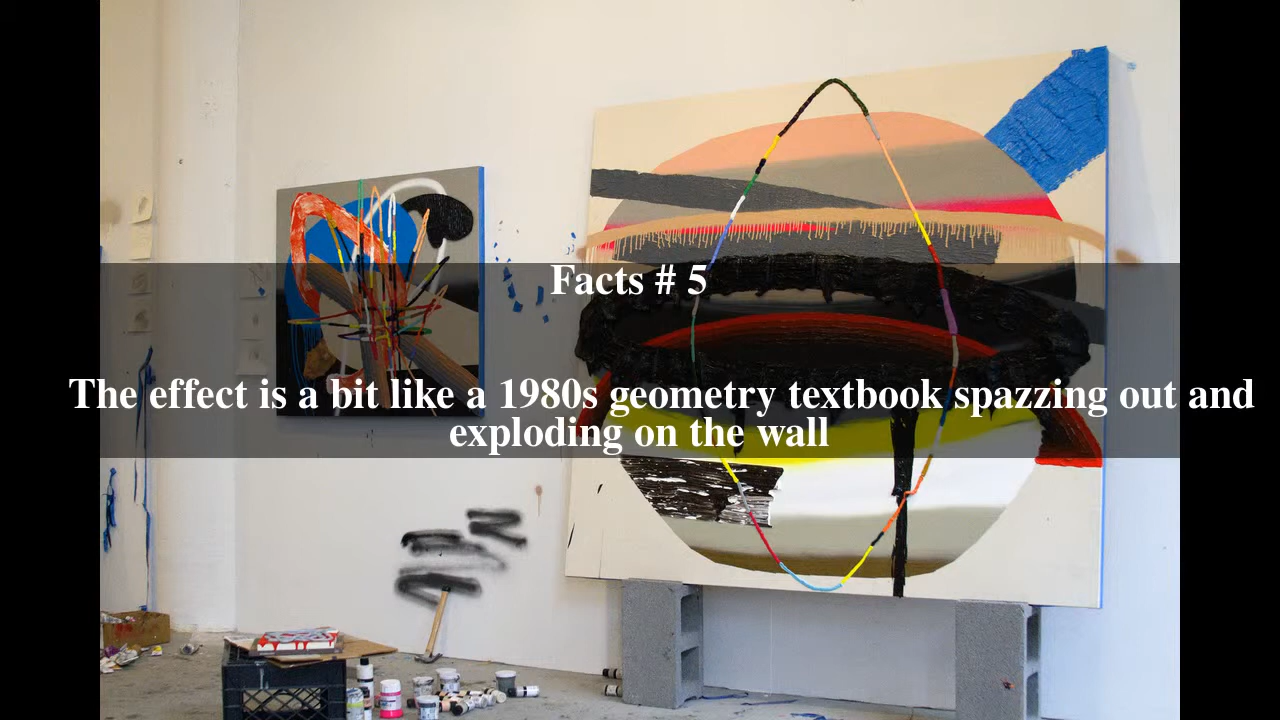 Facts # 5
The effect is a bit like a 1980s geometry textbook spazzing out and
exploding on the wall